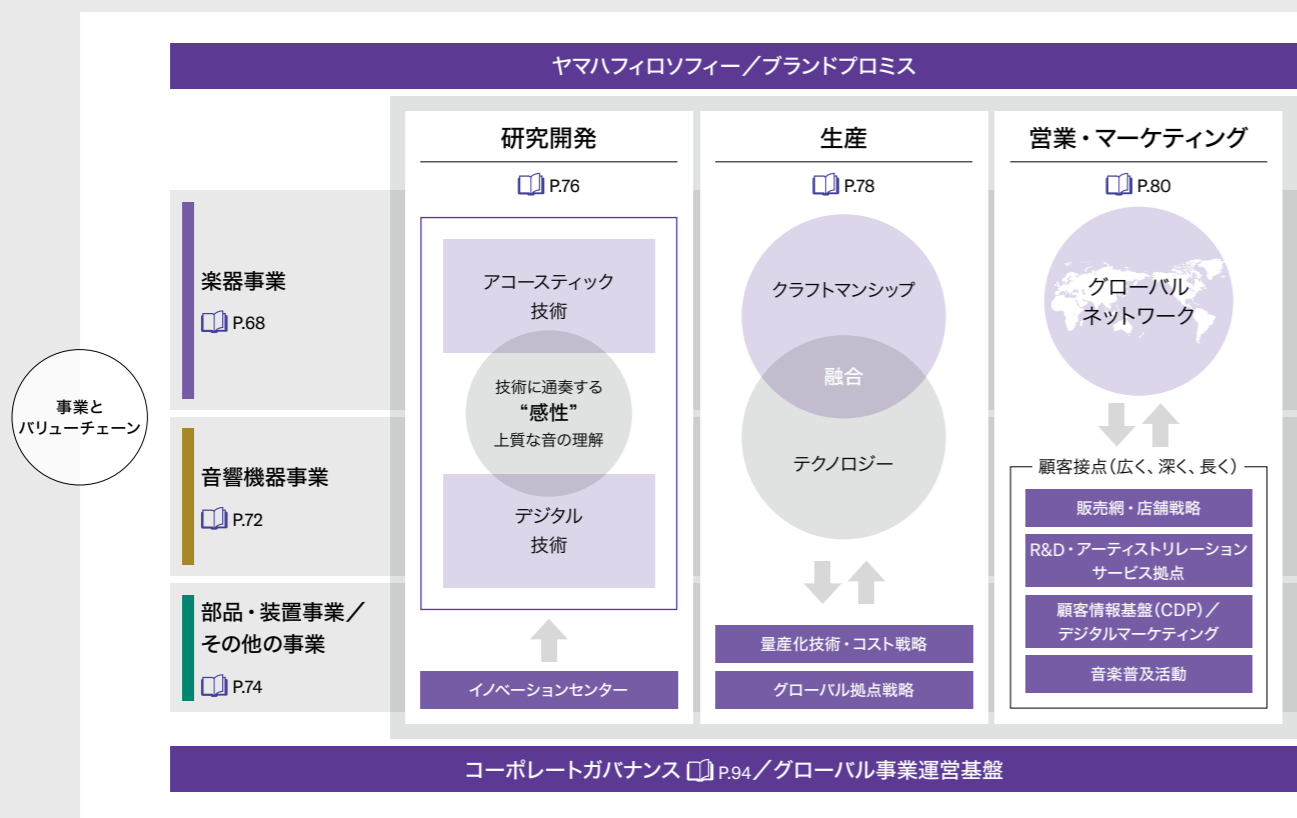 ヤマハフィロソフィー／ブランドプロミス
事業と
バリューチェーン
楽器事業
P.68
音響機器事業
P.72
部品・装置事業／
その他の事業
P.74
研究開発
P.76
アコースティック
技術
技術に通奏する
“感性”
上質な音の理解
デジタル
技術
イノベーションセンター
生産
P.78
クラフトマンシップ
融合
テクノロジー
量産化技術・コスト戦略
グローバル拠点戦略
営業・マーケティング
P.80
グローバル
ネットワーク
顧客接点（広く、深く、長く）
販売網・店舗戦略
R&D・アーティストリレーション
サービス拠点
顧客情報基盤（CDP）／
デジタルマーケティング
音楽普及活動
コーポレートガバナンス P.94／グローバル事業運営基盤